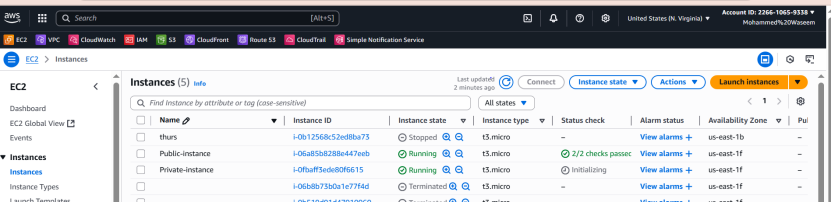 aws
Search [Alt+S] United States (N. Virginia) ▼ Account ID: 2266-1065-9338 ▼
Mohammed%20Waseem
EC2 VPC CloudWatch IAM S3 CloudFront Route 53 CloudTrail Simple Notification Service
EC2 > Instances
EC2
Dashboard
EC2 Global View
Events
▼ Instances
Instances
Instance Types
Launch Templates
Instances (5) Info
Last updated
2 minutes ago
Connect Instance state ▼ Actions ▼ Launch instances ▼
Find Instance by attribute or tag (case-sensitive) All states ▼ < 1 >
Name Instance ID Instance state Instance type Status check Alarm status Availability Zone
thurs i-0b12568c52ed8ba73 Stopped t3.micro – View alarms + us-east-1b –
Public-instance i-06a85b8288e447eeb Running t3.micro 2/2 checks passec View alarms + us-east-1f –
Private-instance i-0fbaff3ede80f6615 Running t3.micro Initializing View alarms + us-east-1f –
i-06b8b73b0a1e77f4d Terminated t3.micro – View alarms + us-east-1f –